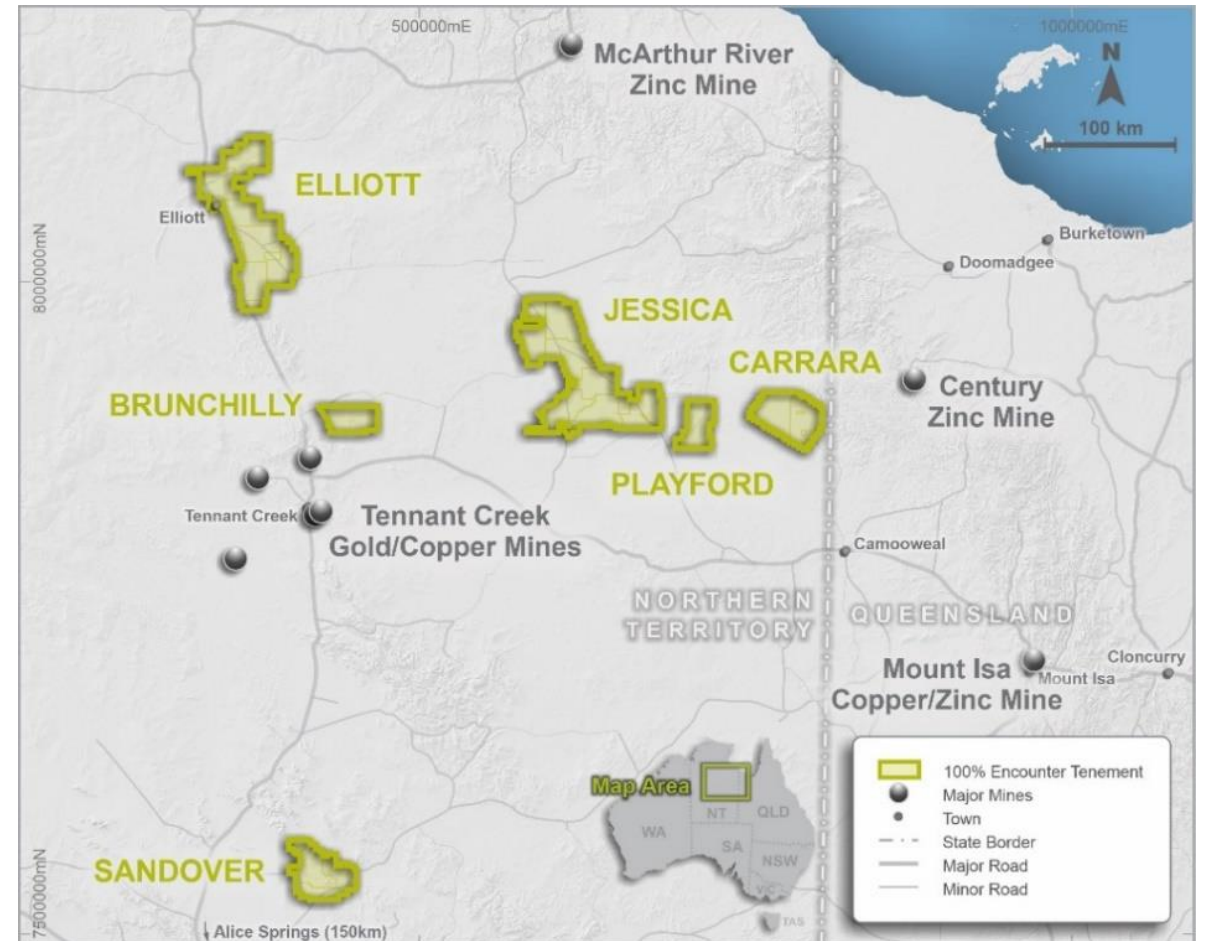 500000mE
1000000mE
N
100 km
McArthur River
Zinc Mine
ELLIOTT
Elliott
Burketown
Doomadgee
8000000mN
JESSICA
CARRARA
BRUNCHILLY
Century
Zinc Mine
PLAYFORD
Tennant Creek
Tennant Creek
Gold/Copper Mines
Camooweal
NORTHERN
TERRITORY
QUEENSLAND
Mount Isa
Copper/Zinc Mine
Mount Isa
Cloncurry
Map Area
NT
QLD
WA
SA
NSW
VIC
TAS
100% Encounter Tenement
Major Mines
Town
State Border
Major Road
Minor Road
SANDOVER
7500000mN
Alice Springs (150km)